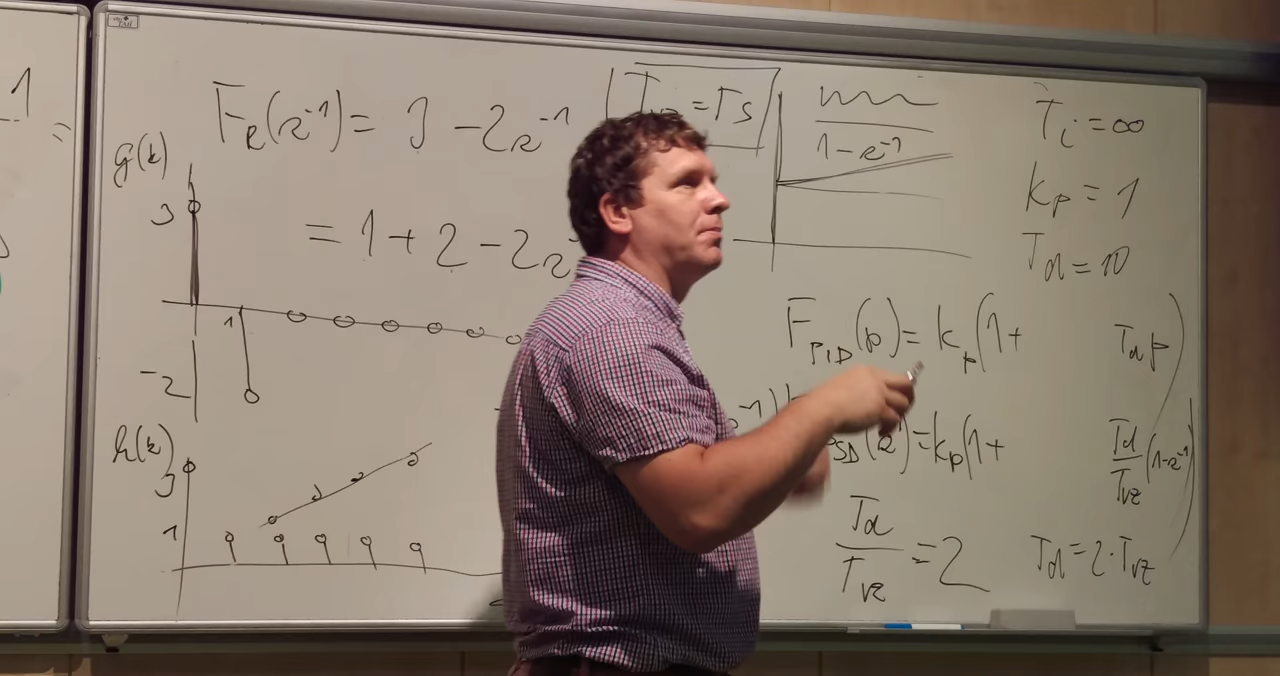 1
=
F_R(z⁻¹) = 3 - 2z⁻¹
T_vz = T5
g(k)
3
1
-2
= 1 + 2 - 2z
1 - z⁻¹
T_i = ∞
k_p = 1
T_d = 10
F_PID(p) = k_p(1 + T_d p)
PSD(z⁻¹) = k_p(1 + T_d/T_vz (1-z⁻¹))
T_d/T_vz = 2
T_d = 2·T_vz
h(k)
3
1